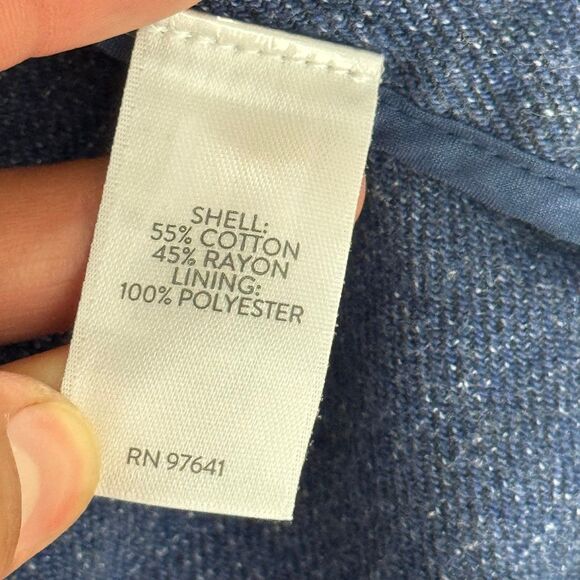 SHELL:
55% COTTON
45% RAYON
LINING:
100% POLYESTER
RN 97641